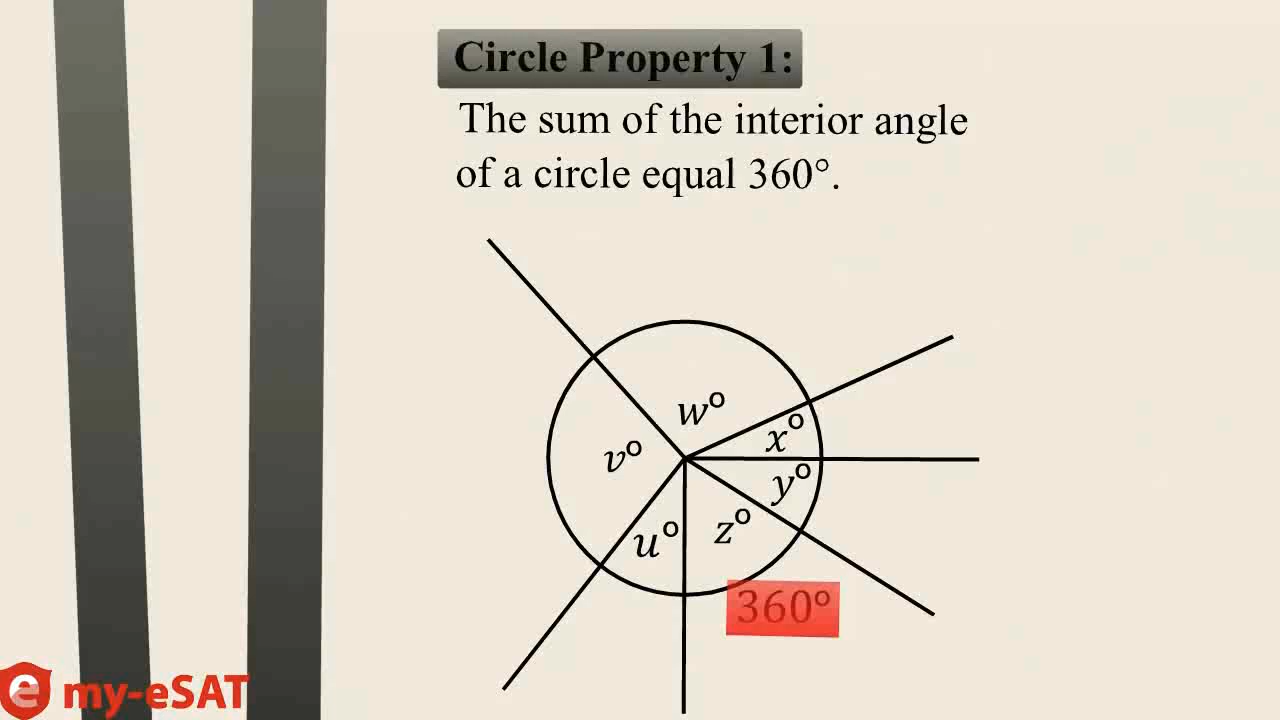 Circle Property 1:
The sum of the interior angle
of a circle equal 360°.
w°
x°
v°
y°
z°
u°
360°
e my-eSAT